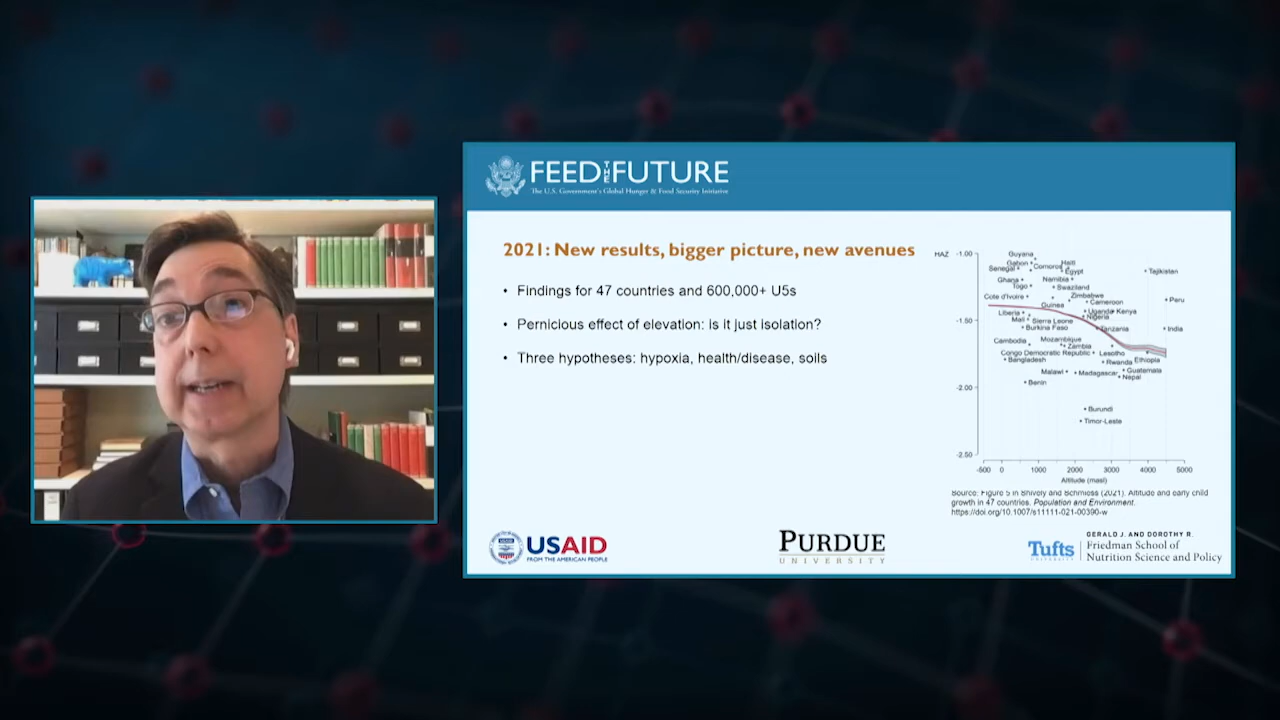 FEED THE FUTURE
The U.S. Government's Global Hunger & Food Security Initiative
2021: New results, bigger picture, new avenues
• Findings for 47 countries and 600,000+ U5s
• Pernicious effect of elevation: is it just isolation?
• Three hypotheses: hypoxia, health/disease, soils
HAZ
-1.00
-1.50
-2.00
-2.50
Guyana
Gabon
Comoros
Haiti
Senegal
Egypt
Tajikistan
Ghana
Namibia
Togo
Swaziland
Cote d'Ivoire
Zimbabwe
Peru
Guinea
Cameroon
Liberia
Uganda
Kenya
Mali
Sierra Leone
Nigeria
Burkina Faso
Tanzania
India
Cambodia
Mozambique
Zambia
Congo Democratic Republic
Lesotho
Bangladesh
Rwanda
Ethiopia
Malawi
Madagascar
Guatemala
Nepal
Benin
Burundi
Timor-Leste
-500 0 1000 2000 3000 4000 5000
Altitude (masl)
Source: Figure 5 in Shively and Schmiess (2021). Altitude and early child
growth in 47 countries. Population and Environment.
https://doi.org/10.1007/s11111-021-00390-w
USAID
FROM THE AMERICAN PEOPLE
PURDUE
UNIVERSITY
Tufts
UNIVERSITY
GERALD J. AND DOROTHY R.
Friedman School of
Nutrition Science and Policy